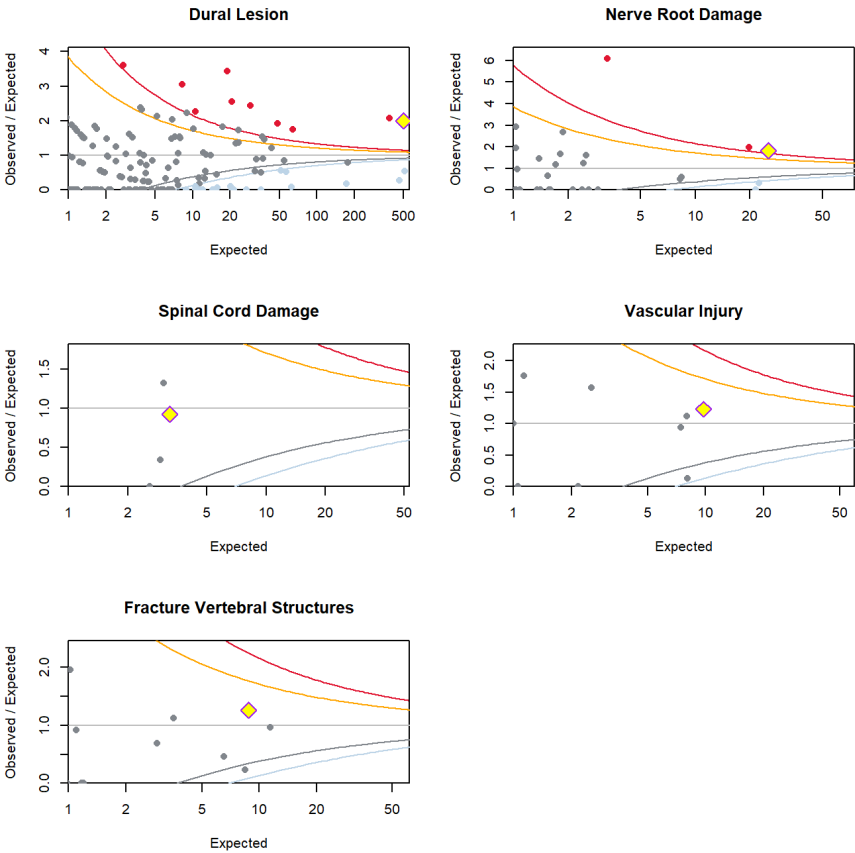 Dural Lesion
Observed / Expected
0 1 2 3 4
1 2 5 10 20 50 100 200 500
Expected
Nerve Root Damage
Observed / Expected
0 1 2 3 4 5 6
1 2 5 10 20 50
Expected
Spinal Cord Damage
Observed / Expected
0.0 0.5 1.0 1.5
1 2 5 10 20 50
Expected
Vascular Injury
Observed / Expected
0.0 0.5 1.0 1.5 2.0
1 2 5 10 20 50
Expected
Fracture Vertebral Structures
Observed / Expected
0.0 1.0 2.0
1 2 5 10 20 50
Expected